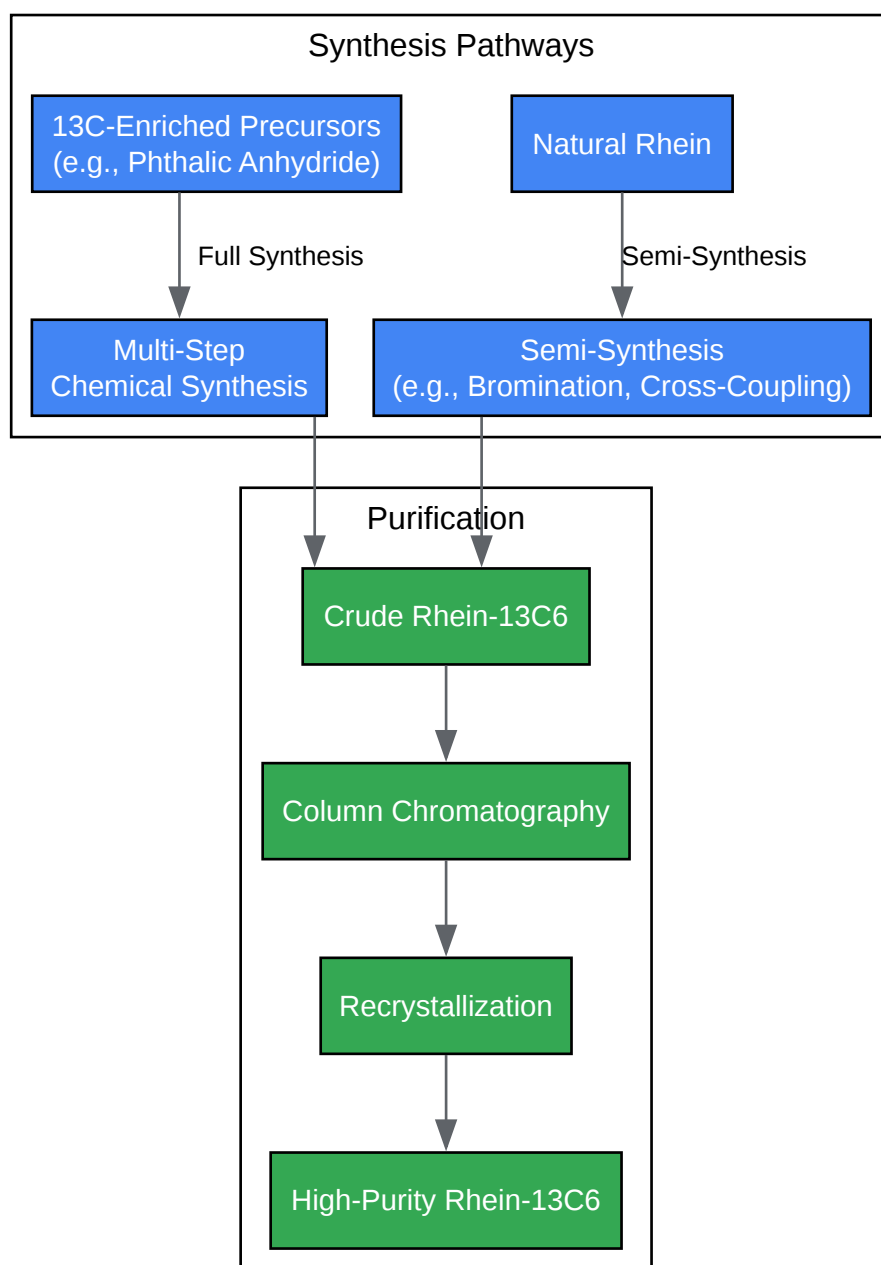 Synthesis Pathways
13C-Enriched Precursors
(e.g., Phthalic Anhydride)
Natural Rhein
Full Synthesis
Semi-Synthesis
Multi-Step
Chemical Synthesis
Semi-Synthesis
(e.g., Bromination, Cross-Coupling)
Purification
Crude Rhein-13C6
Column Chromatography
Recrystallization
High-Purity Rhein-13C6